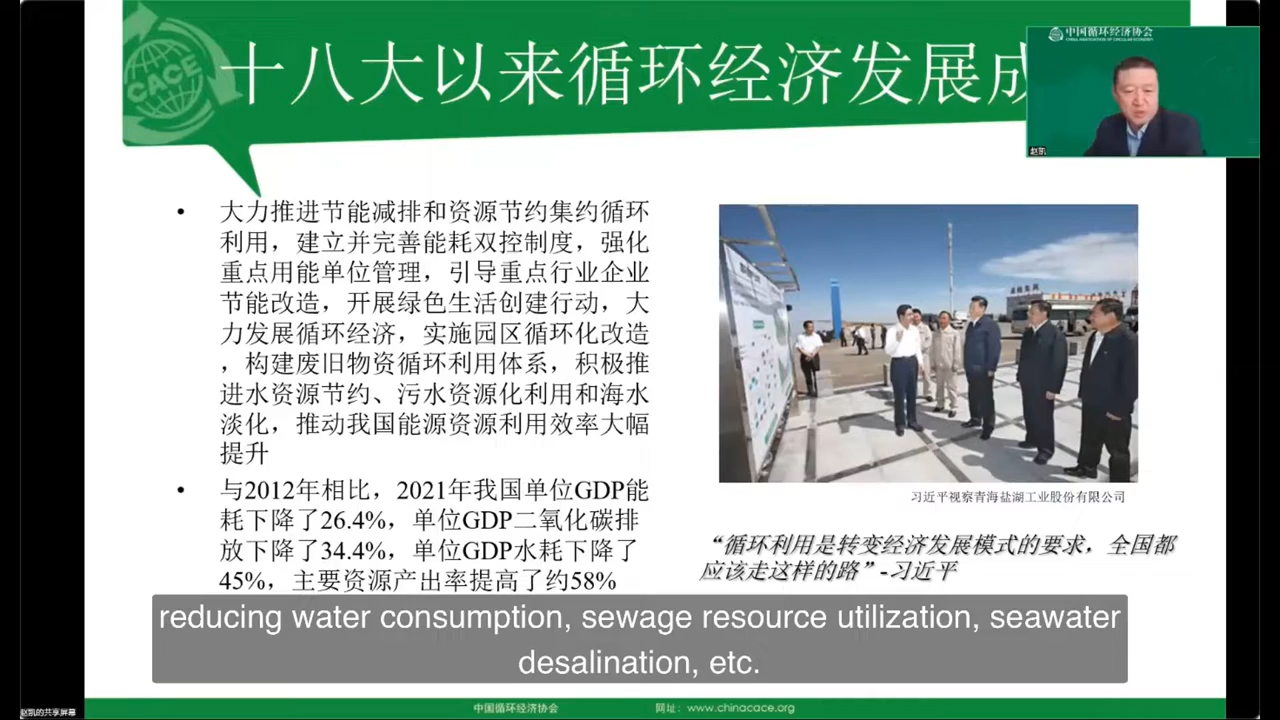 十八大以来循环经济发展成
CACE
中国循环经济协会
CHINA ASSOCIATION OF CIRCULAR ECONOMY
赵凯
• 大力推进节能减排和资源节约集约循环
利用，建立并完善能耗双控制度，强化
重点用能单位管理，引导重点行业企业
节能改造，开展绿色生活创建行动，大
力发展循环经济，实施园区循环化改造
，构建废旧物资循环利用体系，积极推
进水资源节约、污水资源化利用和海水
淡化，推动我国能源资源利用效率大幅
提升
• 与2012年相比，2021年我国单位GDP能
耗下降了26.4%，单位GDP二氧化碳排
放下降了34.4%，单位GDP水耗下降了
45%，主要资源产出率提高了约58%
习近平视察青海盐湖工业股份有限公司
“循环利用是转变经济发展模式的要求，全国都
应该走这样的路”-习近平
reducing water consumption, sewage resource utilization, seawater
desalination, etc.
赵凯的共享屏幕
中国循环经济协会 网址：www.chinacace.org